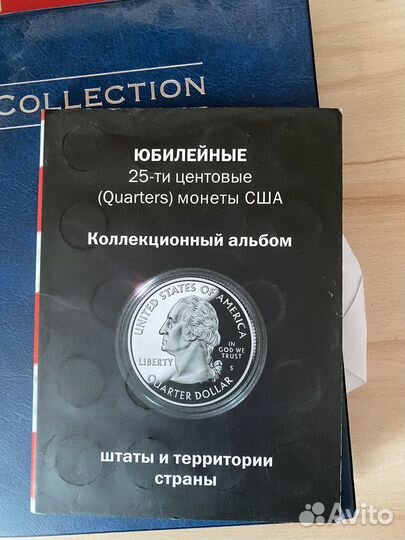 COLLECTION
ЮБИЛЕЙНЫЕ
25-ти центовые
(Quarters) монеты США
Коллекционный альбом
UNITED STATES OF AMERICA
LIBERTY
IN
GOD WE
TRUST
S
QUARTER DOLLAR
штаты и территории
страны
Avito